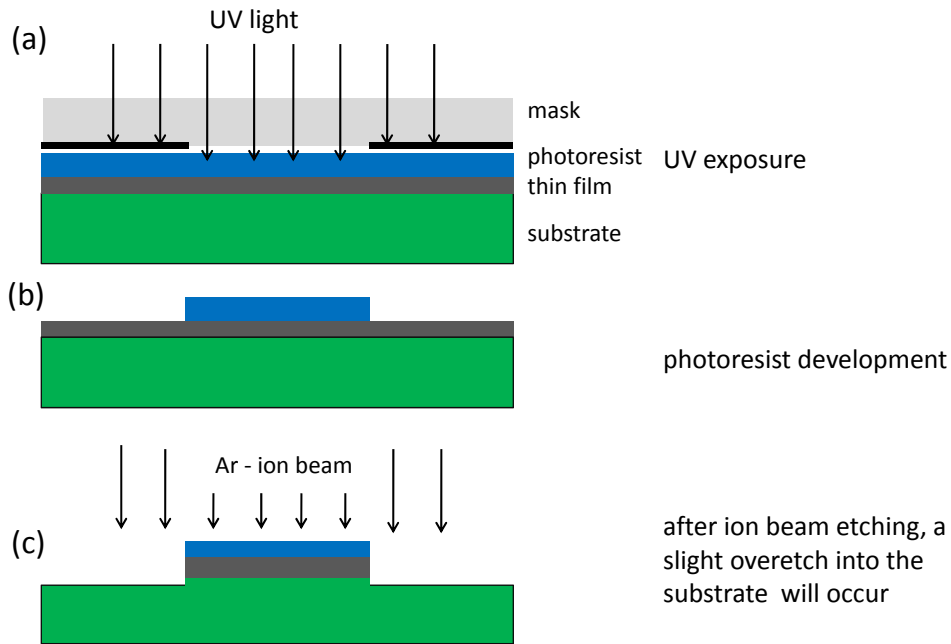 UV light
(a)
mask
photoresist
UV exposure
thin film
substrate
(b)
photoresist development
Ar - ion beam
(c)
after ion beam etching, a
slight overetch into the
substrate will occur